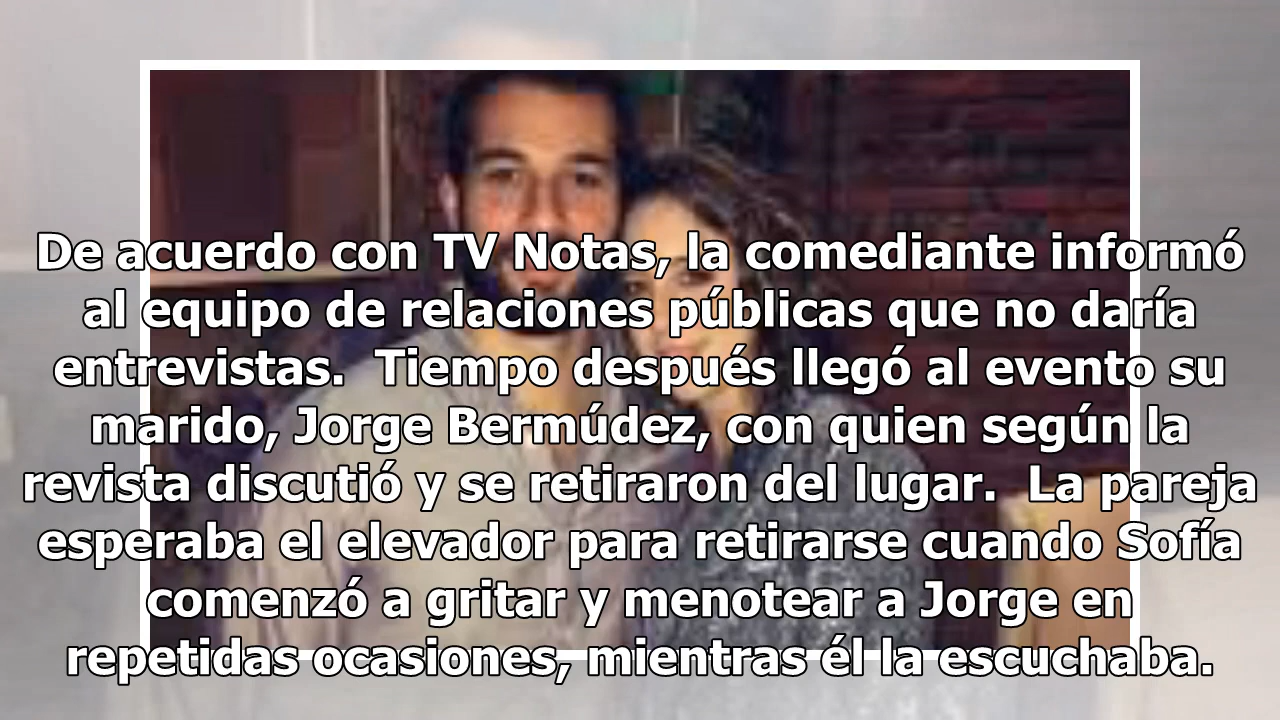 De acuerdo con TV Notas, la comediante informó
al equipo de relaciones públicas que no daría
entrevistas.  Tiempo después llegó al evento su
marido, Jorge Bermúdez, con quien según la
revista discutió y se retiraron del lugar.  La pareja
esperaba el elevador para retirarse cuando Sofía
comenzó a gritar y menotear a Jorge en
repetidas ocasiones, mientras él la escuchaba.